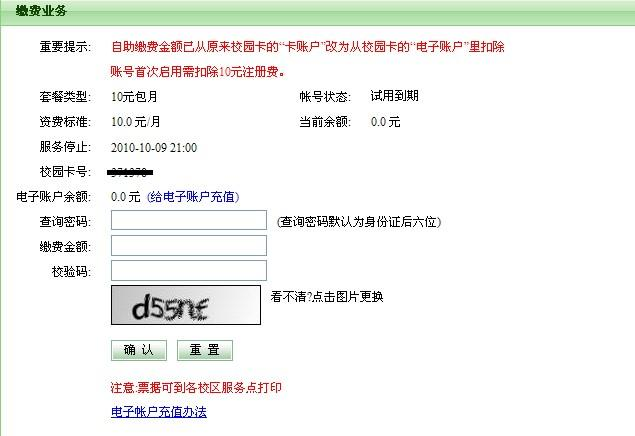 缴费业务
重要提示: 自助缴费金额已从原来校园卡的“卡账户”改为从校园卡的“电子账户”里扣除
账号首次启用需扣除10元注册费。
套餐类型: 10元包月 帐号状态: 试用到期
资费标准: 10.0 元/月 当前余额: 0.0 元
服务停止: 2010-10-09 21:00
校园卡号:
电子账户余额: 0.0 元 (给电子账户充值)
查询密码: (查询密码默认为身份证后六位)
缴费金额:
校验码:
看不清?点击图片更换
确 认 重 置
注意:票据可到各校区服务点打印
电子帐户充值办法